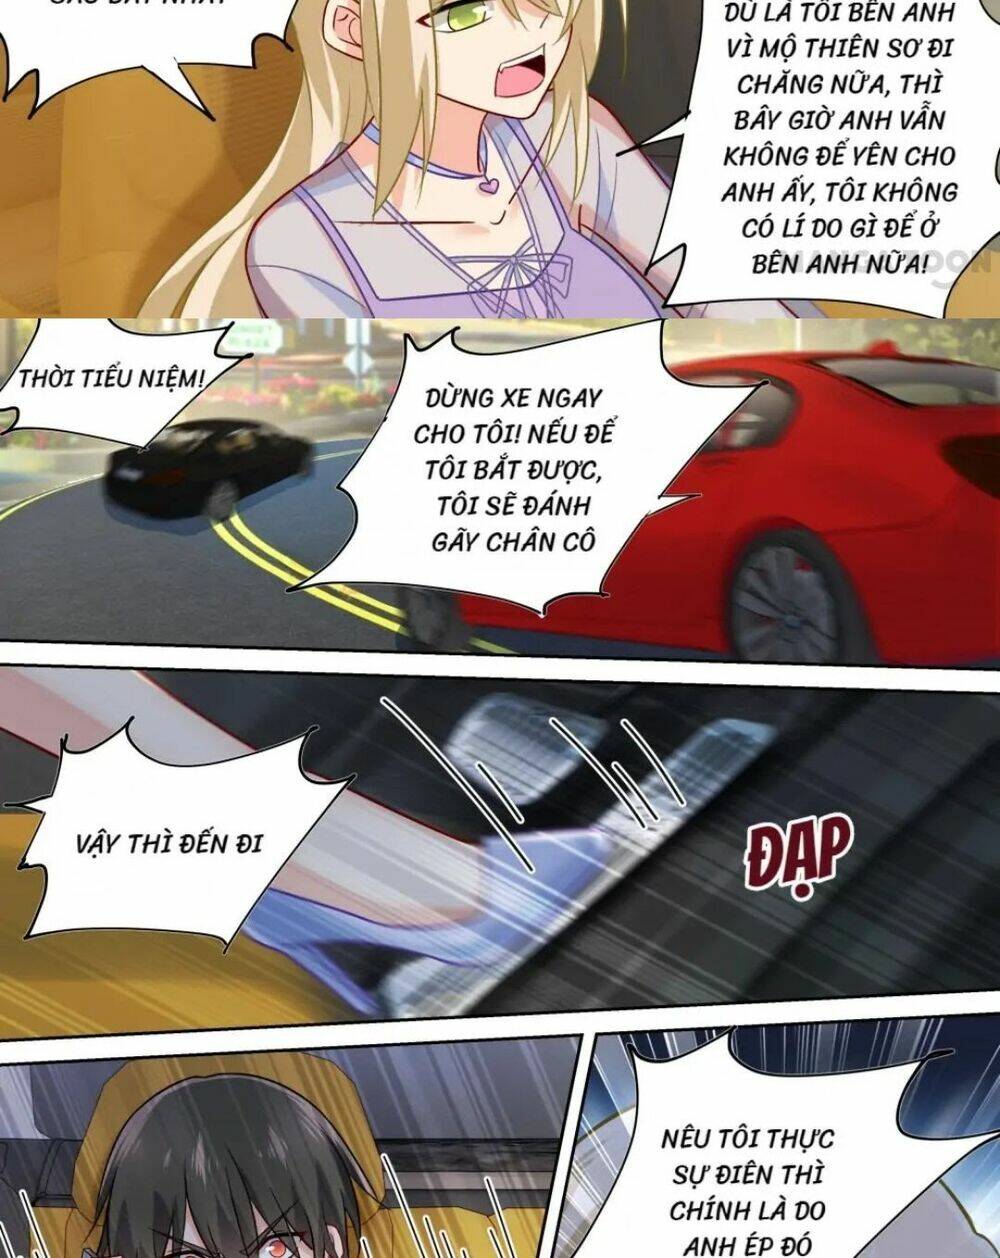 DÙ LÀ TÔI BÊN ANH
VÌ MỘ THIÊN SƠ ĐI
CHĂNG NỮA, THÌ
BÂY GIỜ ANH VẪN
KHÔNG ĐỂ YÊN CHO
ANH ẤY, TÔI KHÔNG
CÓ LÍ DO GÌ ĐỂ Ở
BÊN ANH NỮA!
THỜI TIỂU NIỆM!
DỪNG XE NGAY
CHO TÔI! NẾU ĐỂ
TÔI BẮT ĐƯỢC,
TÔI SẼ ĐÁNH
GÃY CHÂN CÔ
VẬY THÌ ĐẾN ĐI
ĐẠP
NÊU TÔI THỰC
SỰ ĐIÊN THÌ
CHÍNH LÀ DO
ANH ÉP ĐÓ